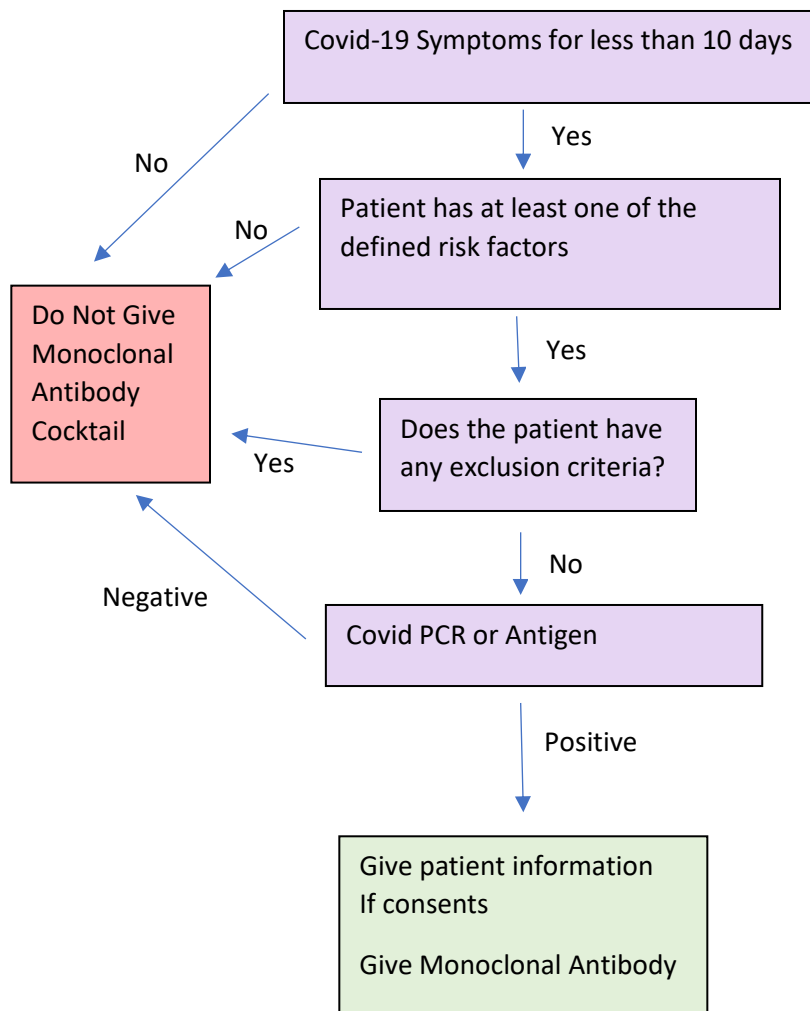 Covid-19 Symptoms for less than 10 days
No
Yes
Patient has at least one of the
defined risk factors
No
Do Not Give
Monoclonal
Antibody
Cocktail
Yes
Does the patient have
any exclusion criteria?
Yes
No
Negative
Covid PCR or Antigen
Positive
Give patient information
If consents
Give Monoclonal Antibody